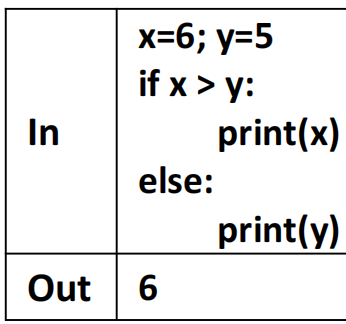 x=6; y=5
if x > y:
In
print(x)
else:
print(y)
Out 6